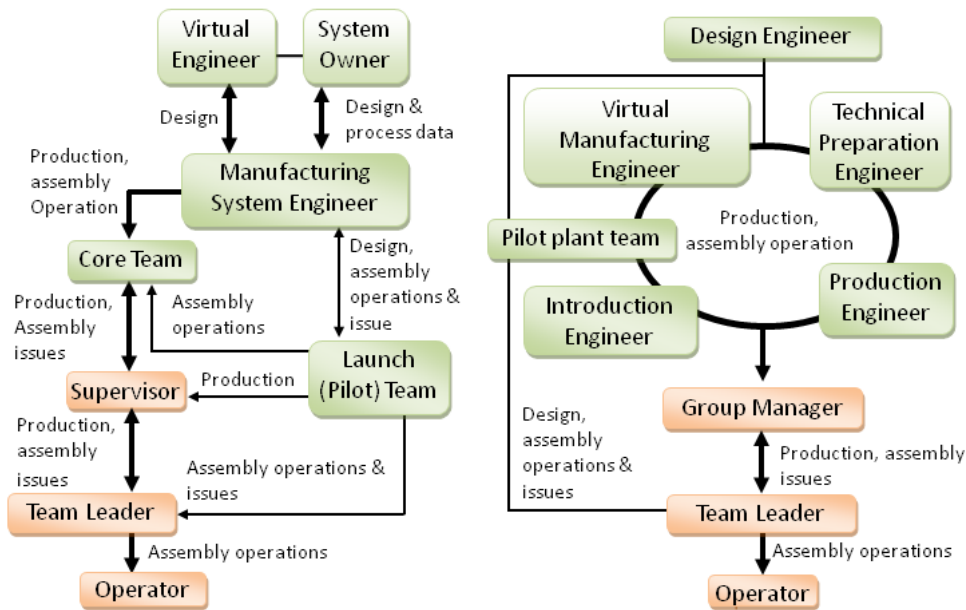 Virtual
Engineer
System
Owner
Design
Design &
process data
Production,
assembly
Operation
Manufacturing
System Engineer
Core Team
Design,
assembly
operations &
issue
Production,
Assembly
issues
Assembly
operations
Launch
(Pilot) Team
Production
Supervisor
Production,
assembly
issues
Assembly operations &
issues
Team Leader
Assembly operations
Operator
Design Engineer
Virtual
Manufacturing
Engineer
Technical
Preparation
Engineer
Production,
assembly operation
Pilot plant team
Introduction
Engineer
Production
Engineer
Group Manager
Design,
assembly
operations &
issues
Production, assembly
issues
Team Leader
Assembly operations
Operator